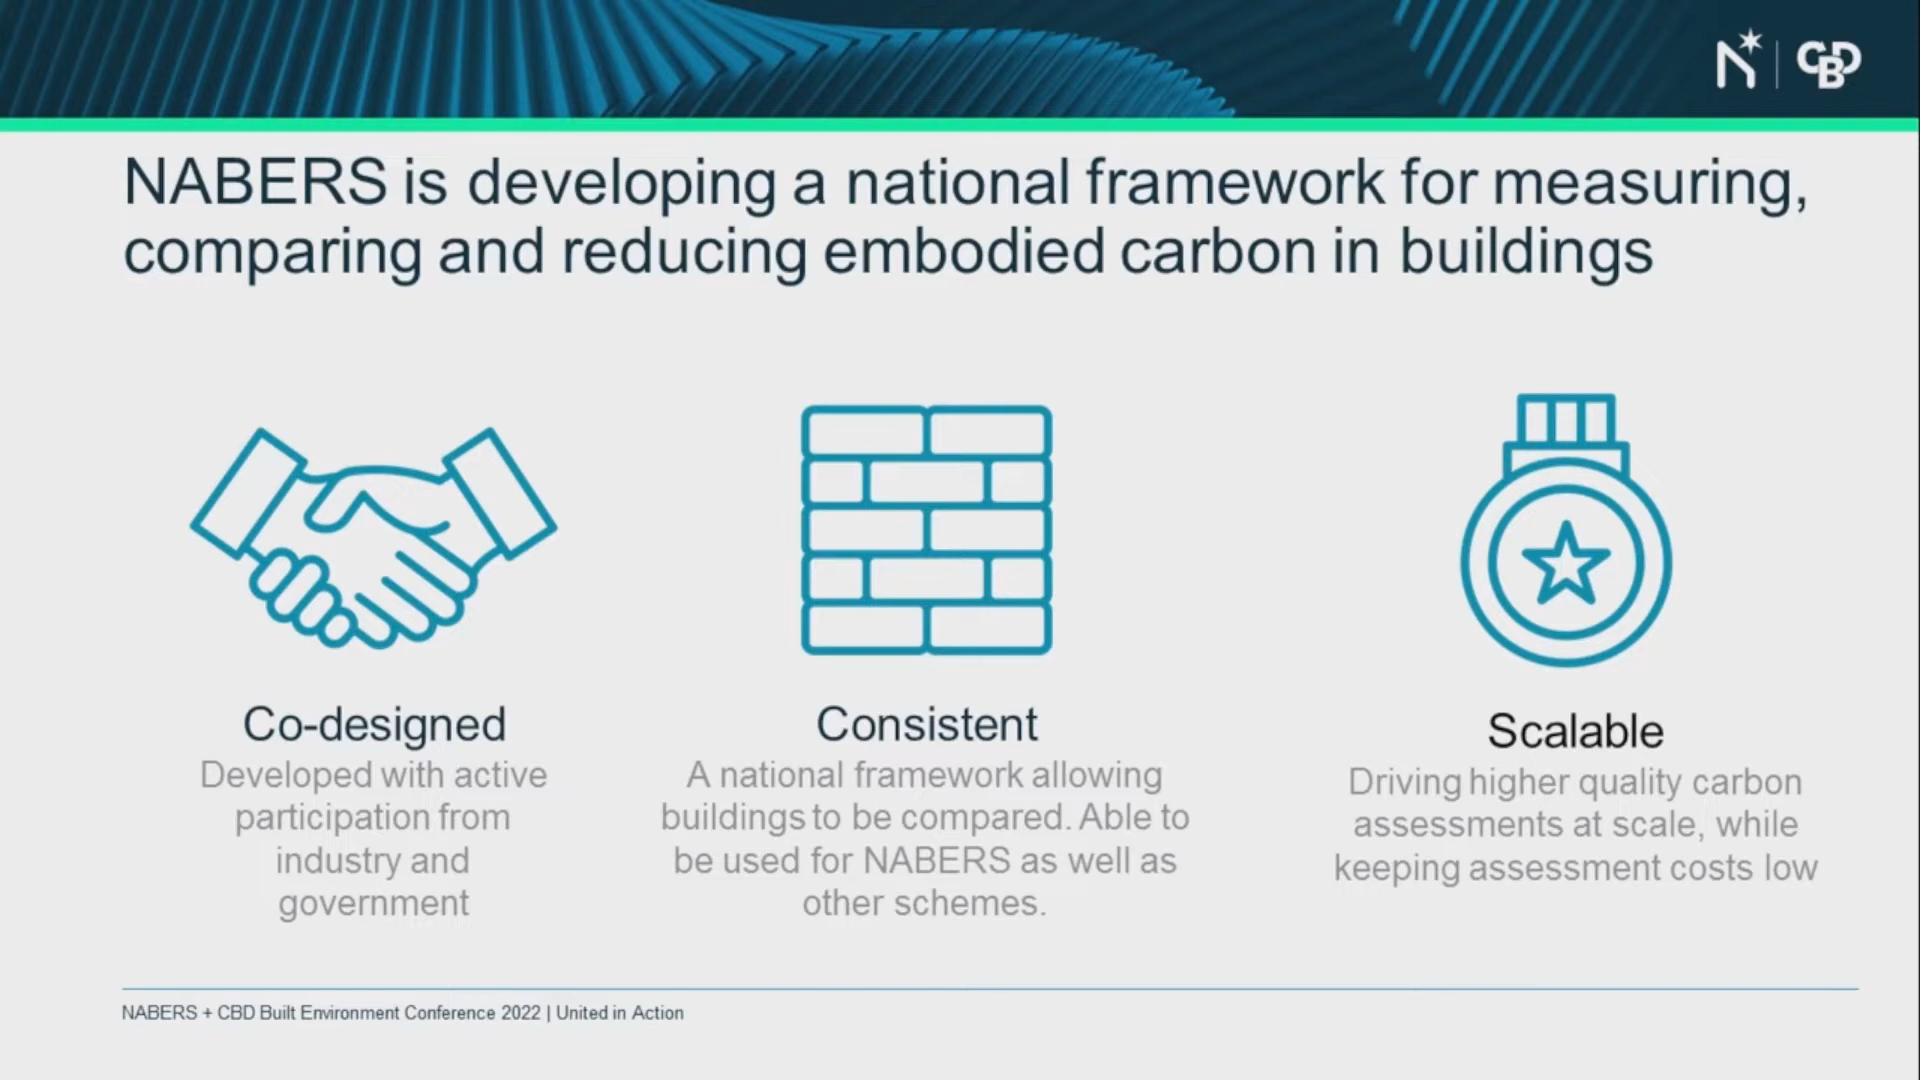 CBD
NABERS is developing a national framework for measuring,
comparing and reducing embodied carbon in buildings
Co-designed
Developed with active
participation from
industry and
government
Consistent
A national framework allowing
buildings to be compared. Able to
be used for NABERS as well as
other schemes.
Scalable
Driving higher quality carbon
assessments at scale, while
keeping assessment costs low
NABERS + CBD Built Environment Conference 2022 | United in Action